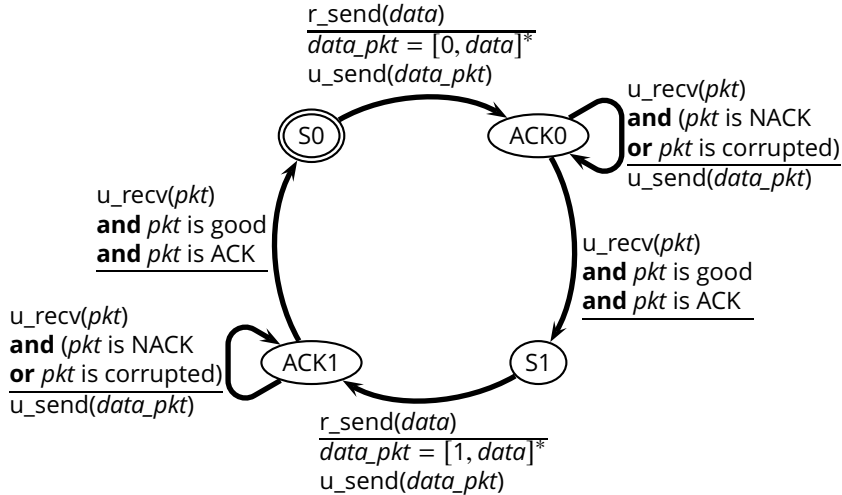 r_send(data)
data_pkt = [0, data]*
u_send(data_pkt)
S0
ACK0
u_recv(pkt)
and (pkt is NACK
or pkt is corrupted)
u_send(data_pkt)
u_recv(pkt)
and pkt is good
and pkt is ACK
u_recv(pkt)
and pkt is good
and pkt is ACK
u_recv(pkt)
and (pkt is NACK
or pkt is corrupted)
u_send(data_pkt)
ACK1
S1
r_send(data)
data_pkt = [1, data]*
u_send(data_pkt)